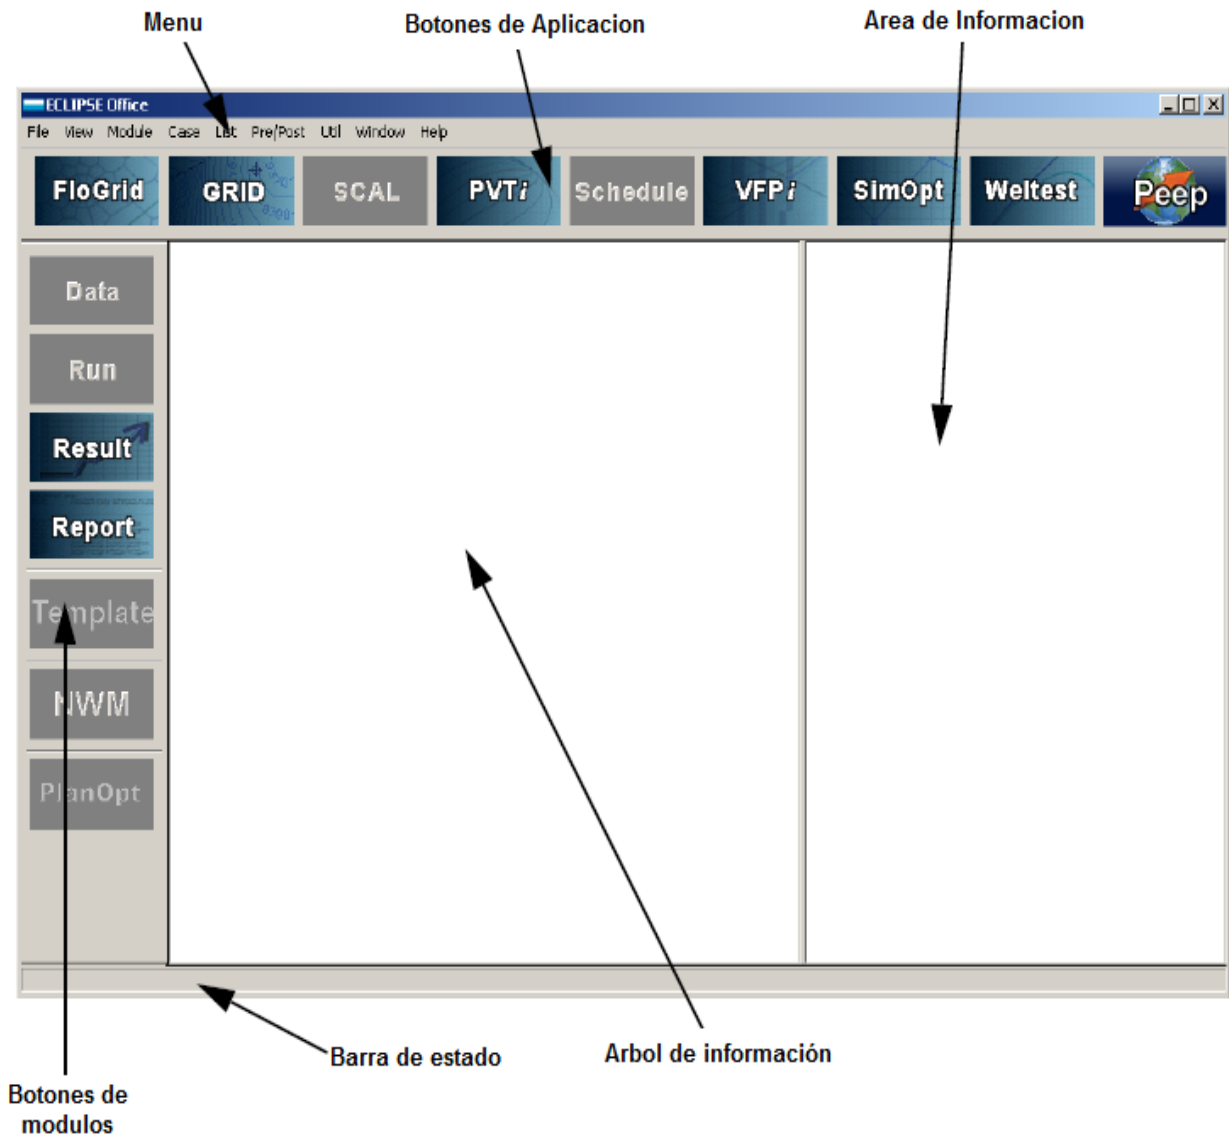 Menu
Botones de Aplicacion
Area de Informacion
ECLIPSE Office
File View Module Case List Pre/Post Util Window Help
FloGrid GRID SCAL PVTi Schedule VFPi SimOpt Weltest Peep
Data
Run
Result
Report
Template
NWM
PlanOpt
Barra de estado
Arbol de información
Botones de
modulos